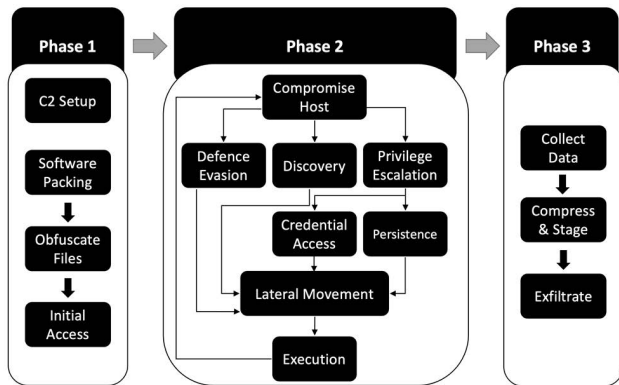 Phase 1
Phase 2
Phase 3
C2 Setup
Software
Packing
Obfuscate
Files
Initial
Access
Compromise
Host
Defence
Evasion
Discovery
Privilege
Escalation
Credential
Access
Persistence
Lateral Movement
Execution
Collect
Data
Compress
& Stage
Exfiltrate